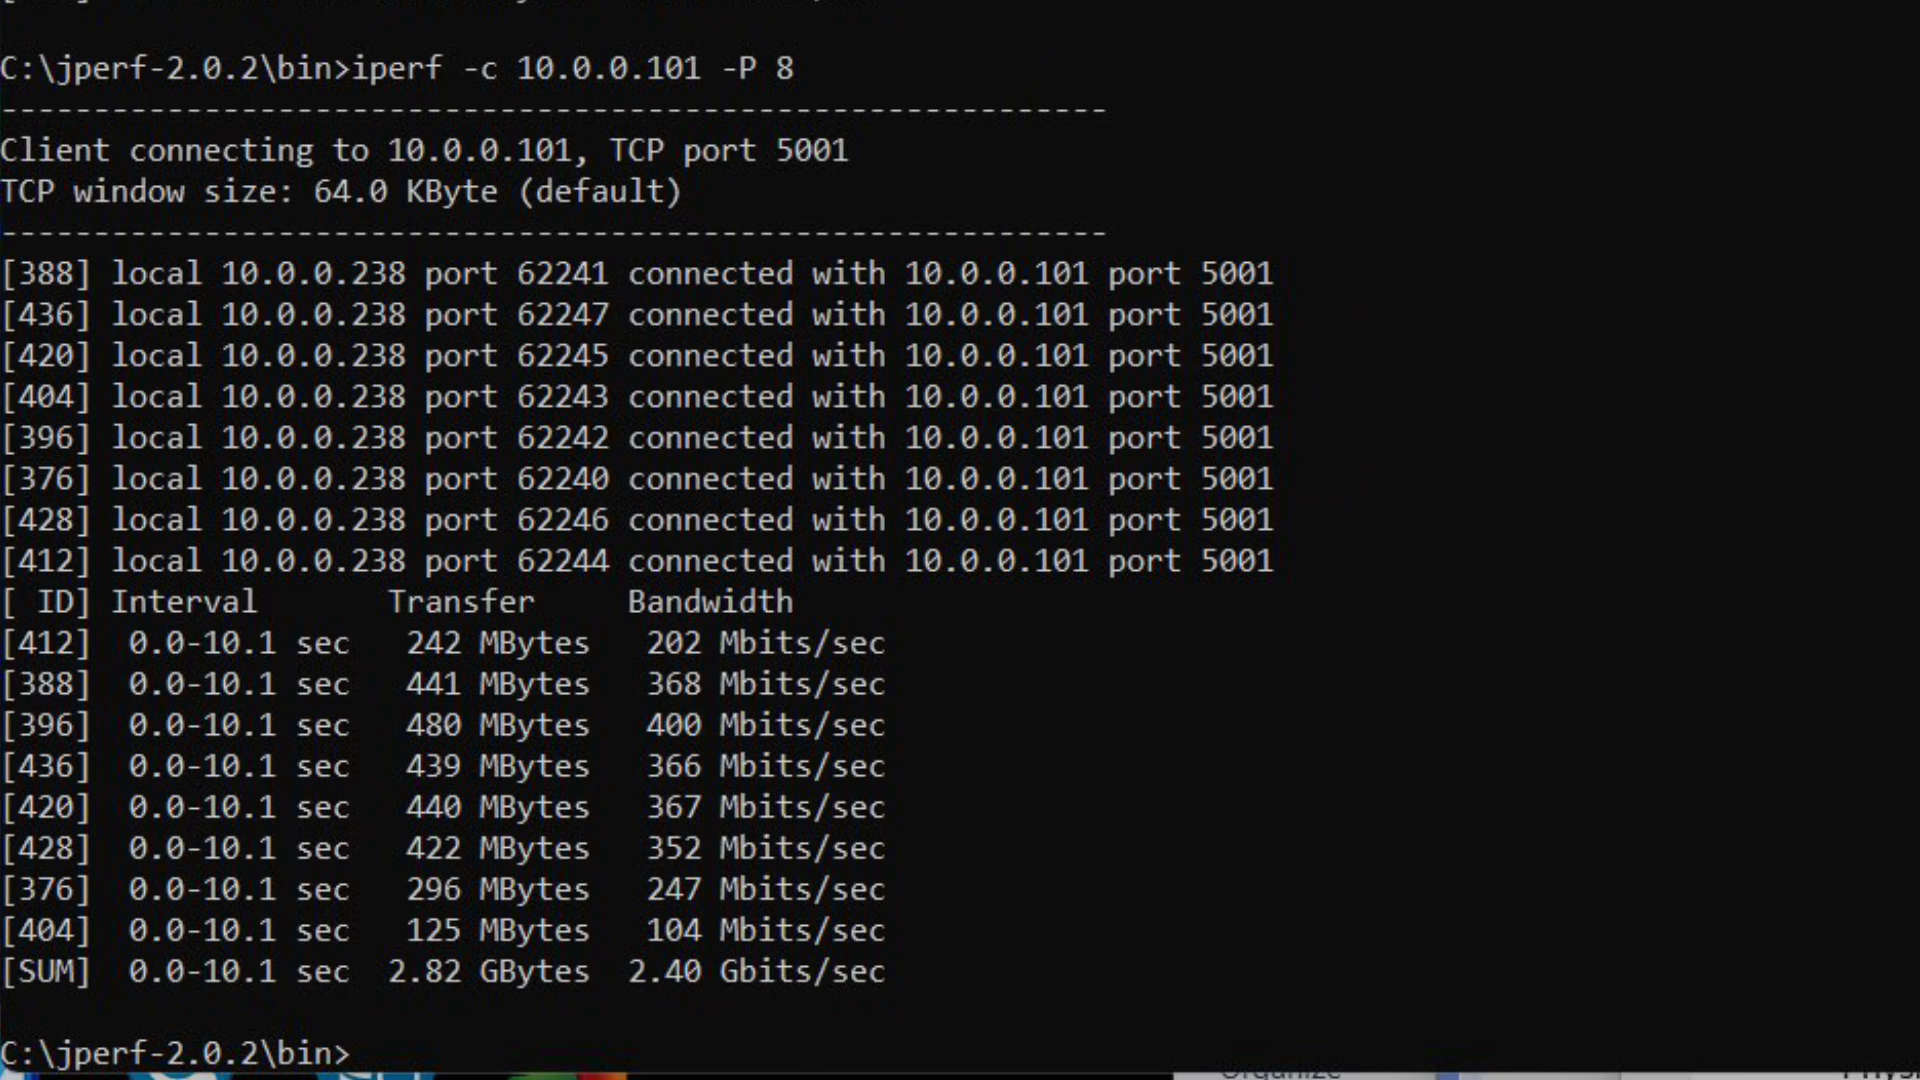 C:\jperf-2.0.2\bin>iperf -c 10.0.0.101 -P 8
------------------------------------------------------------
Client connecting to 10.0.0.101, TCP port 5001
TCP window size: 64.0 KByte (default)
------------------------------------------------------------
[388] local 10.0.0.238 port 62241 connected with 10.0.0.101 port 5001
[436] local 10.0.0.238 port 62247 connected with 10.0.0.101 port 5001
[420] local 10.0.0.238 port 62245 connected with 10.0.0.101 port 5001
[404] local 10.0.0.238 port 62243 connected with 10.0.0.101 port 5001
[396] local 10.0.0.238 port 62242 connected with 10.0.0.101 port 5001
[376] local 10.0.0.238 port 62240 connected with 10.0.0.101 port 5001
[428] local 10.0.0.238 port 62246 connected with 10.0.0.101 port 5001
[412] local 10.0.0.238 port 62244 connected with 10.0.0.101 port 5001
[ ID] Interval       Transfer     Bandwidth
[412]  0.0-10.1 sec   242 MBytes   202 Mbits/sec
[388]  0.0-10.1 sec   441 MBytes   368 Mbits/sec
[396]  0.0-10.1 sec   480 MBytes   400 Mbits/sec
[436]  0.0-10.1 sec   439 MBytes   366 Mbits/sec
[420]  0.0-10.1 sec   440 MBytes   367 Mbits/sec
[428]  0.0-10.1 sec   422 MBytes   352 Mbits/sec
[376]  0.0-10.1 sec   296 MBytes   247 Mbits/sec
[404]  0.0-10.1 sec   125 MBytes   104 Mbits/sec
[SUM]  0.0-10.1 sec  2.82 GBytes  2.40 Gbits/sec
C:\jperf-2.0.2\bin>
Organize